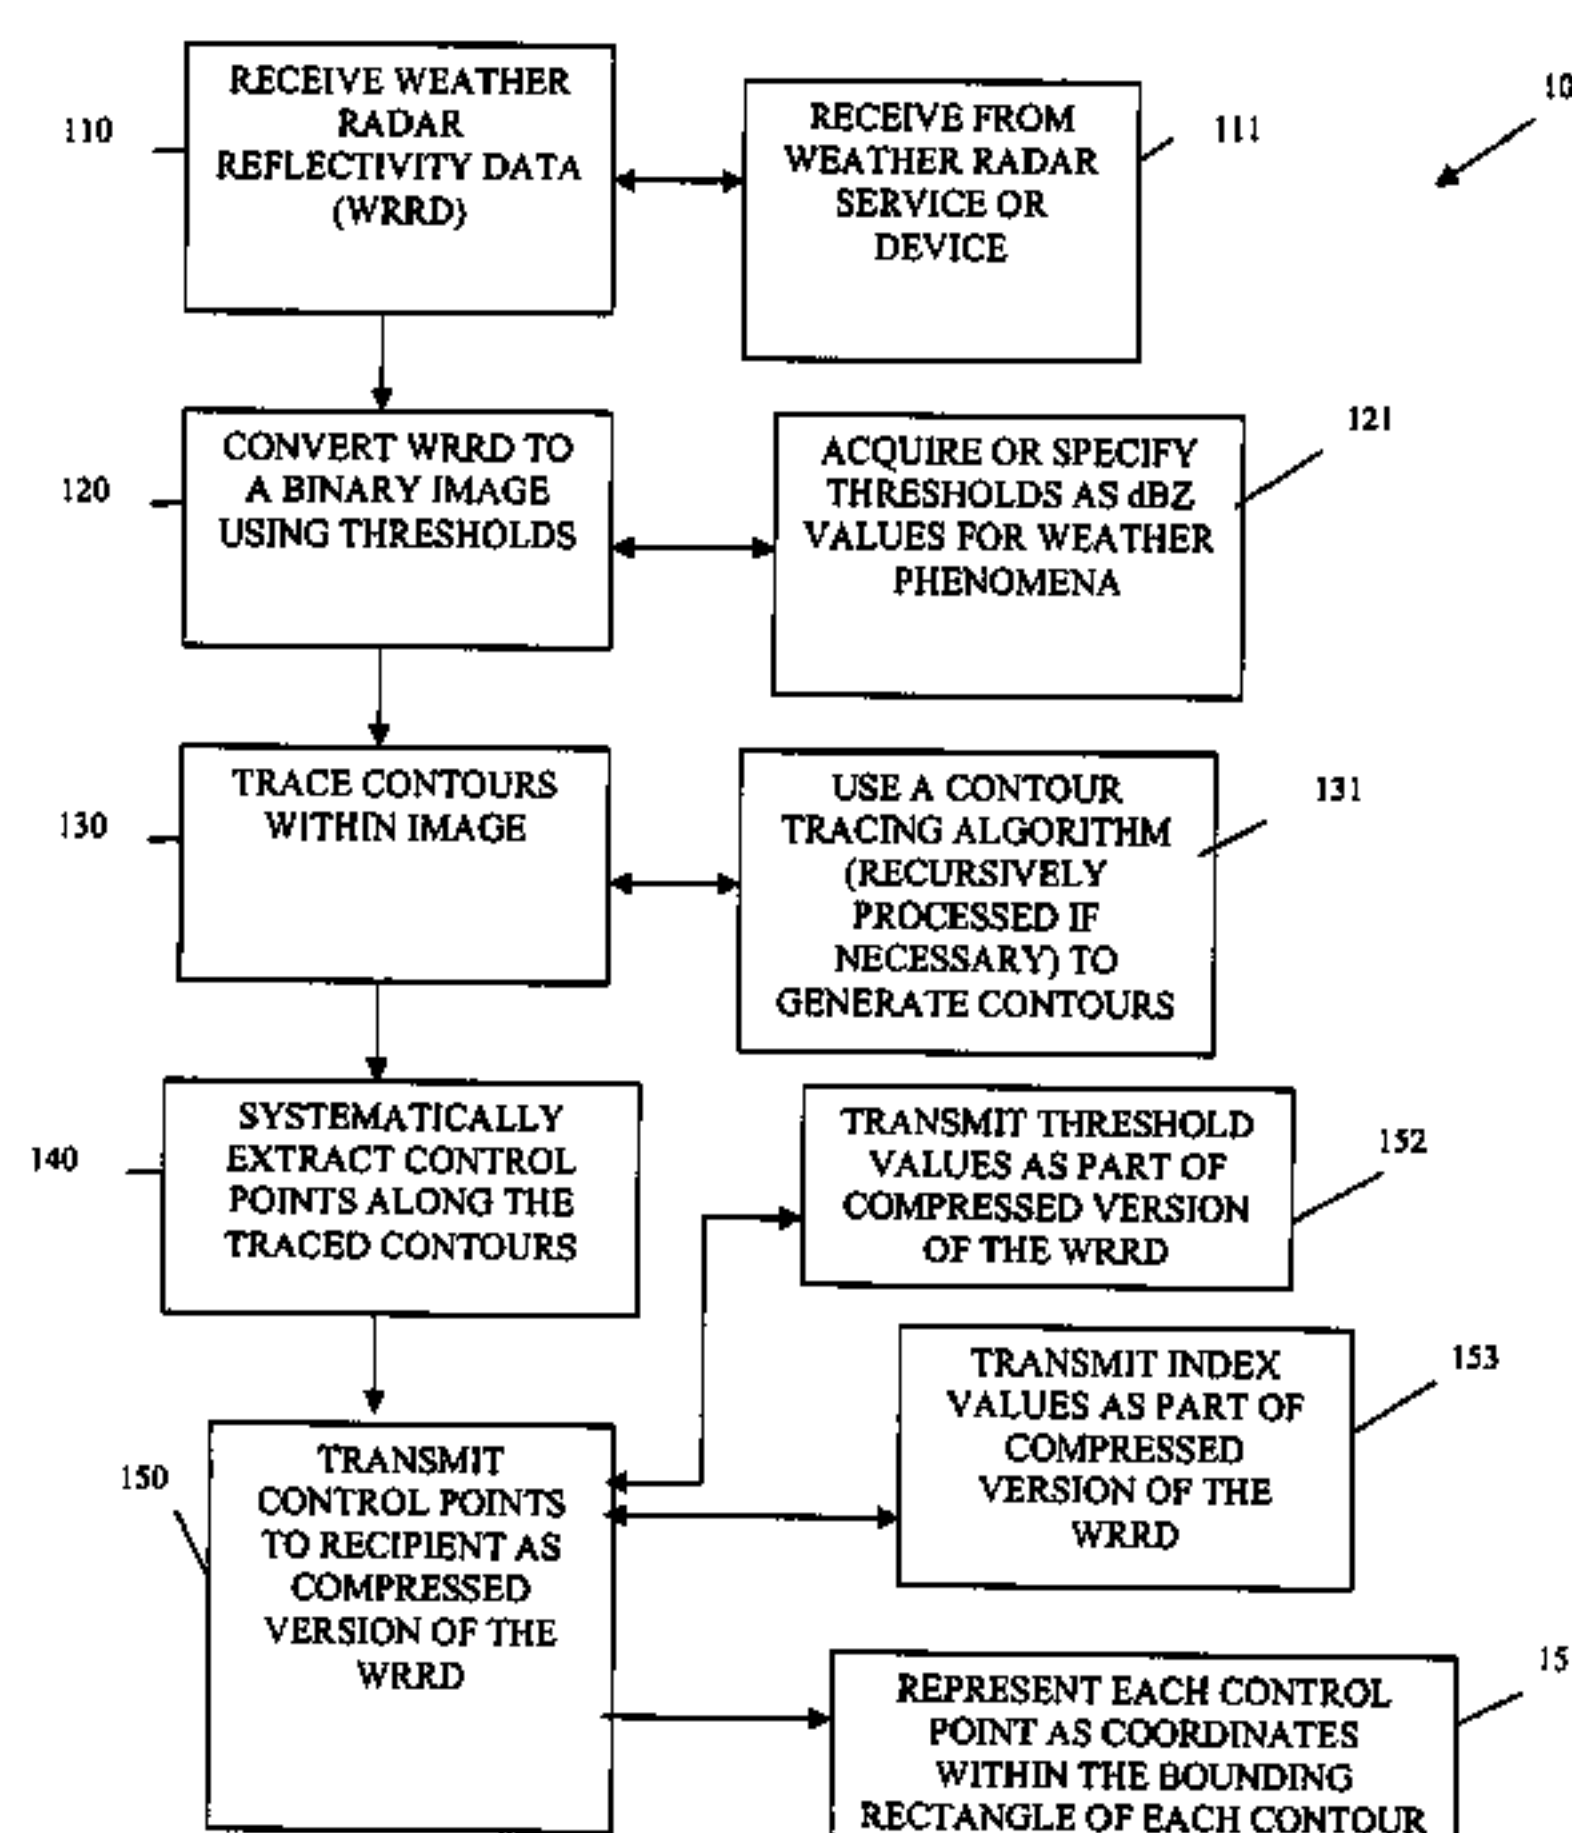 RECEIVE WEATHER
RADAR
REFLECTIVITY DATA
(WRRD)
110
RECEIVE FROM
WEATHER RADAR
SERVICE OR
DEVICE
111
10
CONVERT WRRD TO
A BINARY IMAGE
USING THRESHOLDS
120
ACQUIRE OR SPECIFY
THRESHOLDS AS dBZ
VALUES FOR WEATHER
PHENOMENA
121
TRACE CONTOURS
WITHIN IMAGE
130
USE A CONTOUR
TRACING ALGORITHM
(RECURSIVELY
PROCESSED IF
NECESSARY) TO
GENERATE CONTOURS
131
SYSTEMATICALLY
EXTRACT CONTROL
POINTS ALONG THE
TRACED CONTOURS
140
TRANSMIT THRESHOLD
VALUES AS PART OF
COMPRESSED VERSION
OF THE WRRD
152
TRANSMIT INDEX
VALUES AS PART OF
COMPRESSED
VERSION OF THE
WRRD
153
TRANSMIT
CONTROL POINTS
TO RECIPIENT AS
COMPRESSED
VERSION OF THE
WRRD
150
REPRESENT EACH CONTROL
POINT AS COORDINATES
WITHIN THE BOUNDING
RECTANGLE OF EACH CONTOUR
15